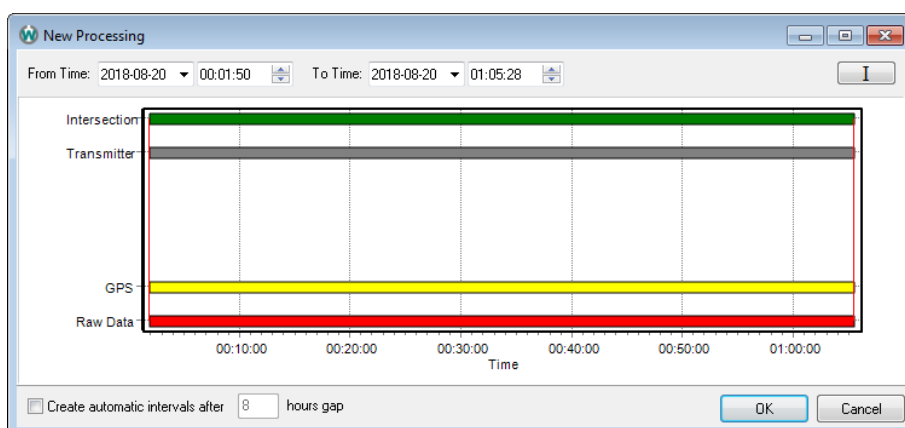 New Processing
From Time: 2018-08-20 00:01:50 To Time: 2018-08-20 01:05:28 I
Intersection
Transmitter
GPS
Raw Data
00:10:00 00:20:00 00:30:00 00:40:00 00:50:00 01:00:00
Time
Create automatic intervals after 8 hours gap
OK Cancel